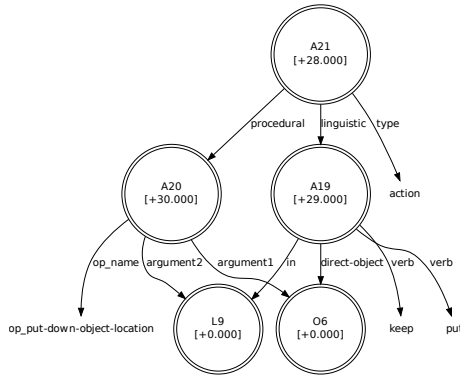 A21
[+28.000]
procedural
linguistic
type
A20
[+30.000]
A19
[+29.000]
action
op_name
argument2
argument1
in
direct-object
verb
verb
op_put-down-object-location
L9
[+0.000]
O6
[+0.000]
keep
put